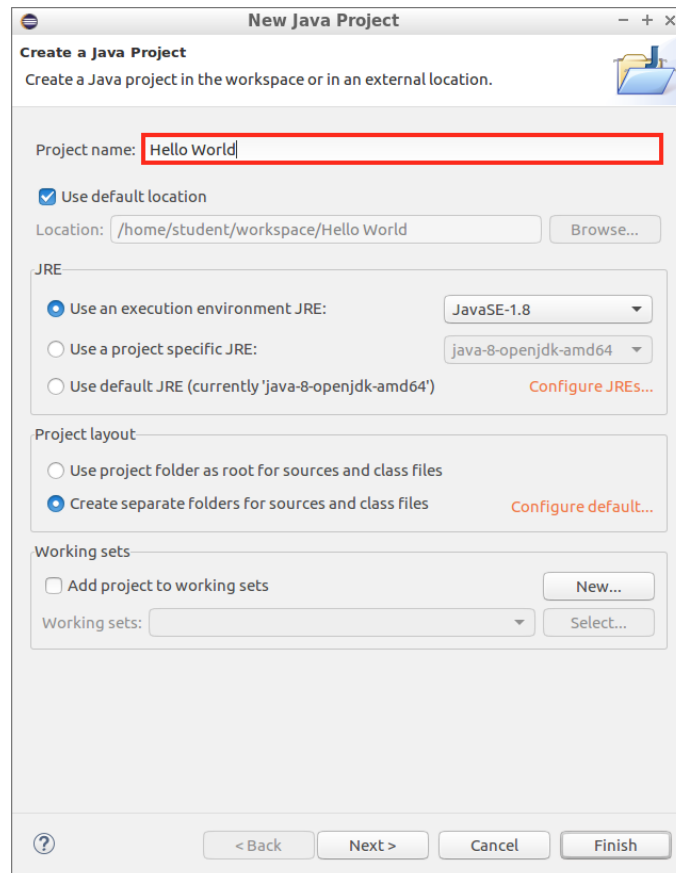 New Java Project
Create a Java Project
Create a Java project in the workspace or in an external location.
Project name: Hello World
Use default location
Location: /home/student/workspace/Hello World Browse...
JRE
Use an execution environment JRE: JavaSE-1.8
Use a project specific JRE: java-8-openjdk-amd64
Use default JRE (currently 'java-8-openjdk-amd64') Configure JREs...
Project layout
Use project folder as root for sources and class files
Create separate folders for sources and class files Configure default...
Working sets
Add project to working sets New...
Working sets: Select...
? < Back Next > Cancel Finish